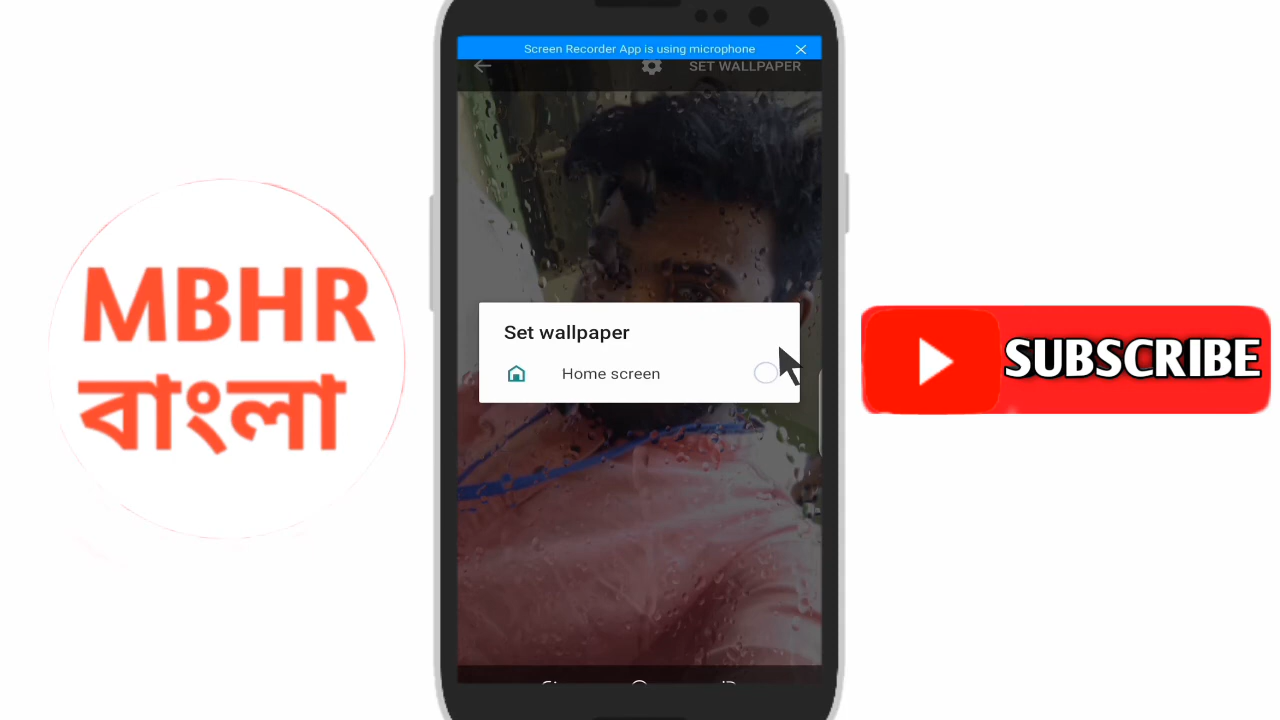 Screen Recorder App is using microphone
SET WALLPAPER
MBHR
বাংলা
Set wallpaper
Home screen
SUBSCRIBE